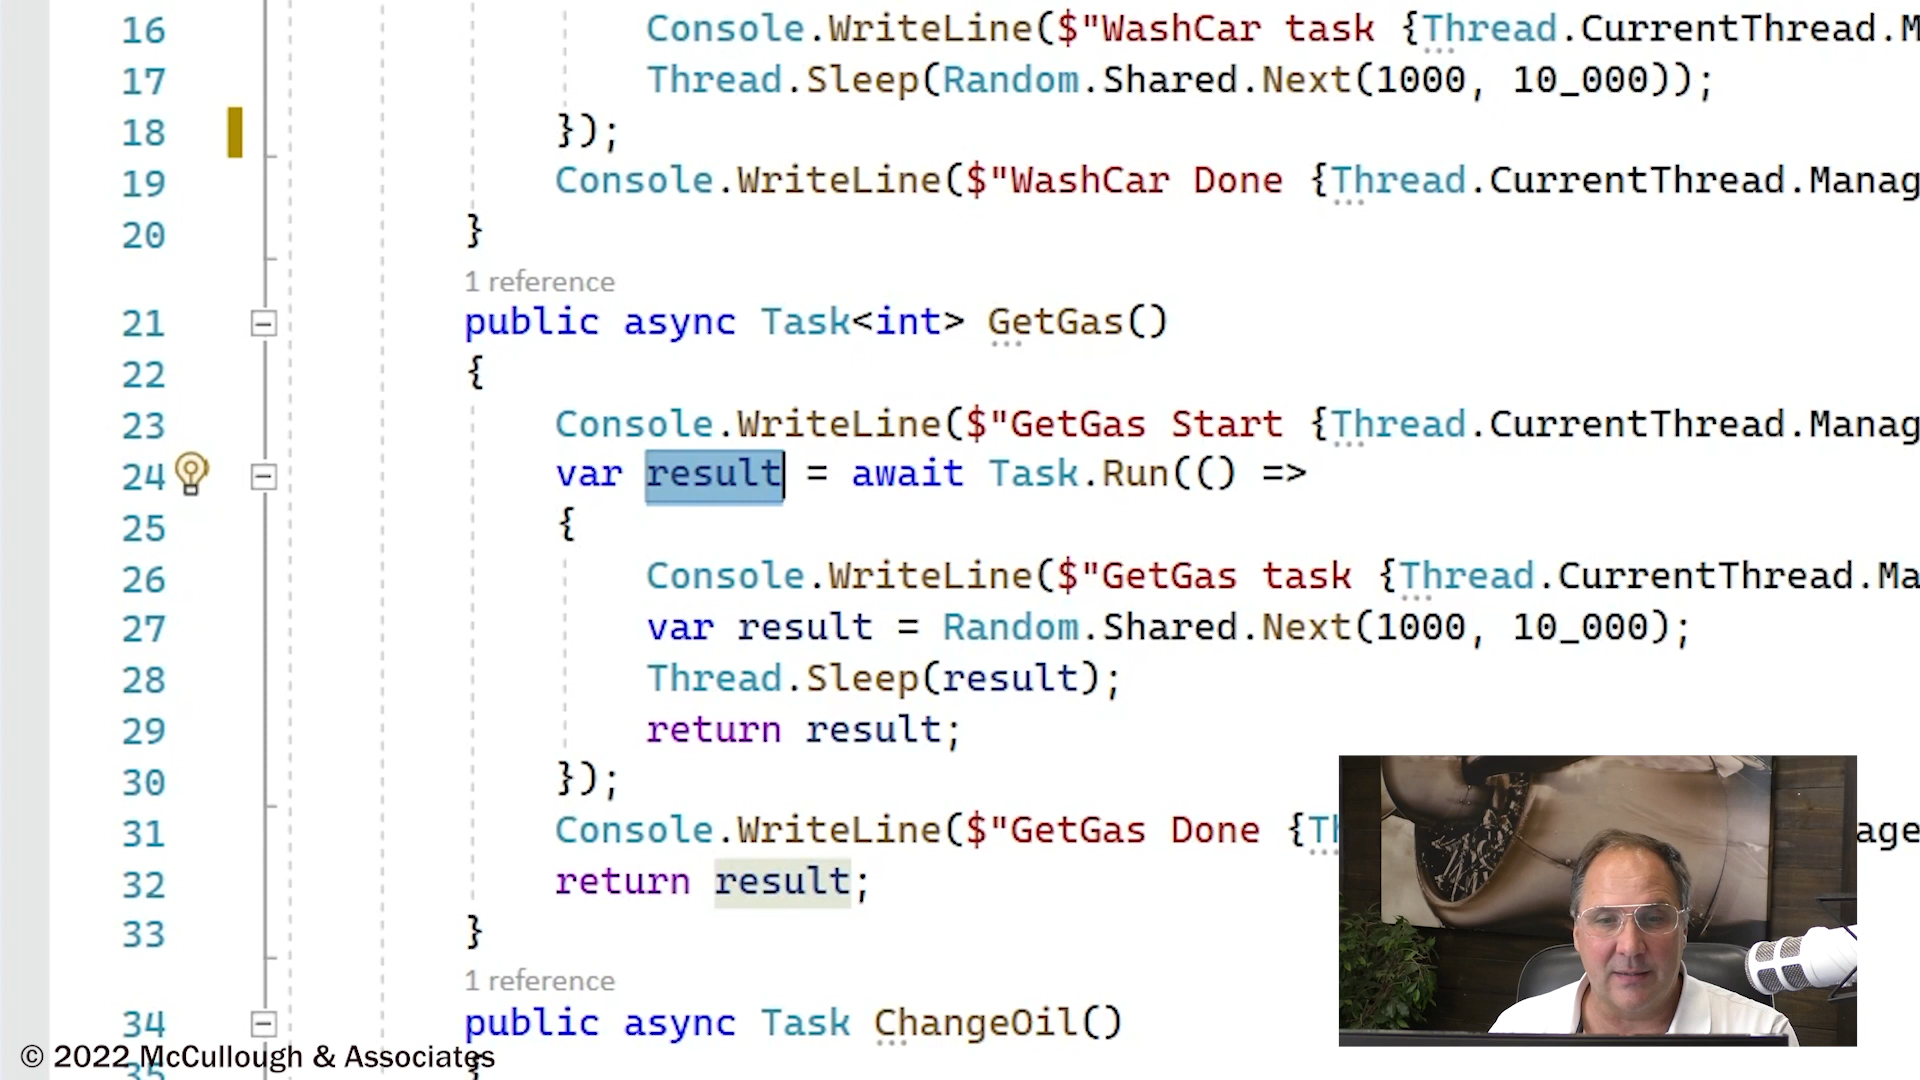 16 Console.WriteLine($"WashCar task {Thread.CurrentThread.M
17 Thread.Sleep(Random.Shared.Next(1000, 10_000));
18 });
19 Console.WriteLine($"WashCar Done {Thread.CurrentThread.Manag
20 }
1 reference
21 public async Task<int> GetGas()
22 {
23 Console.WriteLine($"GetGas Start {Thread.CurrentThread.Manag
24 var result = await Task.Run(() =>
25 {
26 Console.WriteLine($"GetGas task {Thread.CurrentThread.Ma
27 var result = Random.Shared.Next(1000, 10_000);
28 Thread.Sleep(result);
29 return result;
30 });
31 Console.WriteLine($"GetGas Done {Th age
32 return result;
33 }
1 reference
34 public async Task ChangeOil()
35 {
© 2022 McCullough & Associates